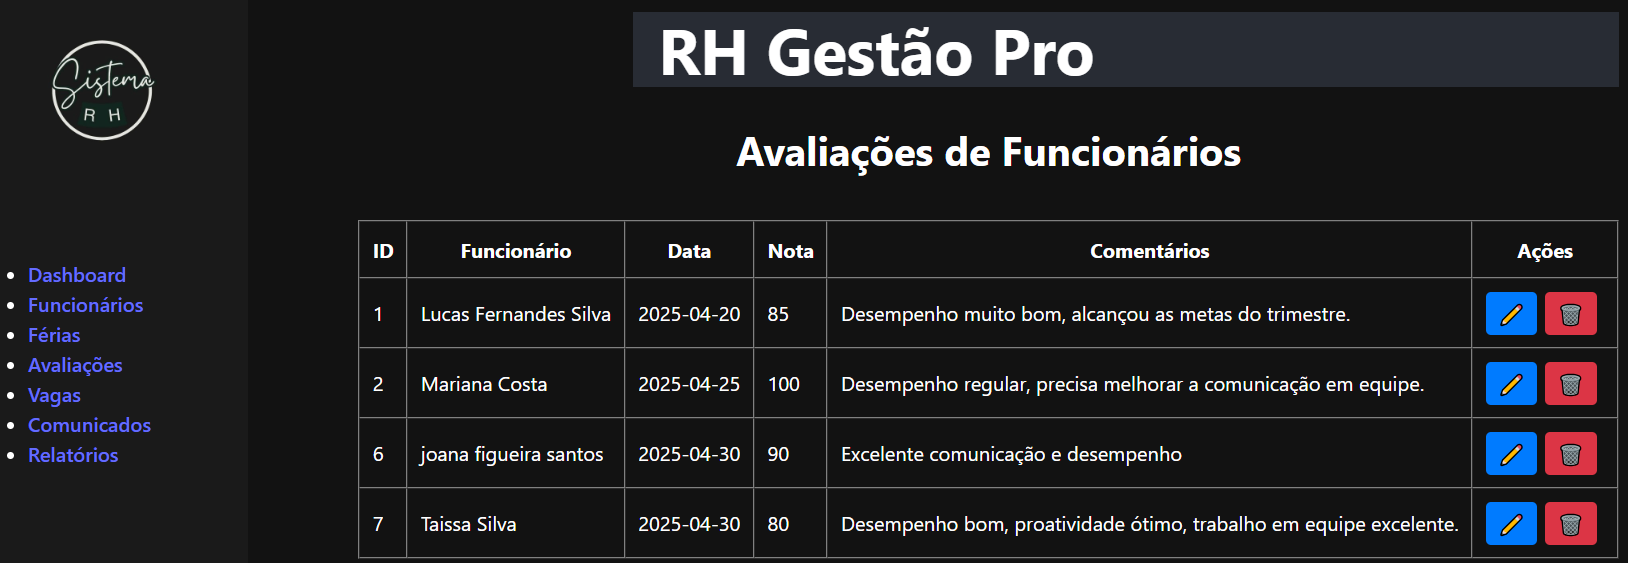 Sistema
R H
RH Gestão Pro
Dashboard
Funcionários
Férias
Avaliações
Vagas
Comunicados
Relatórios
Avaliações de Funcionários
ID Funcionário Data Nota Comentários Ações
1 Lucas Fernandes Silva 2025-04-20 85 Desempenho muito bom, alcançou as metas do trimestre.
2 Mariana Costa 2025-04-25 100 Desempenho regular, precisa melhorar a comunicação em equipe.
6 joana figueira santos 2025-04-30 90 Excelente comunicação e desempenho
7 Taissa Silva 2025-04-30 80 Desempenho bom, proatividade ótimo, trabalho em equipe excelente.